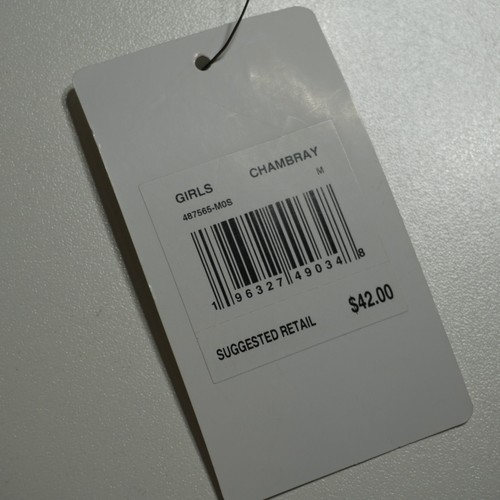 GIRLS CHAMBRAY
487565-M0S M
1 96327 49034 8
SUGGESTED RETAIL $42.00